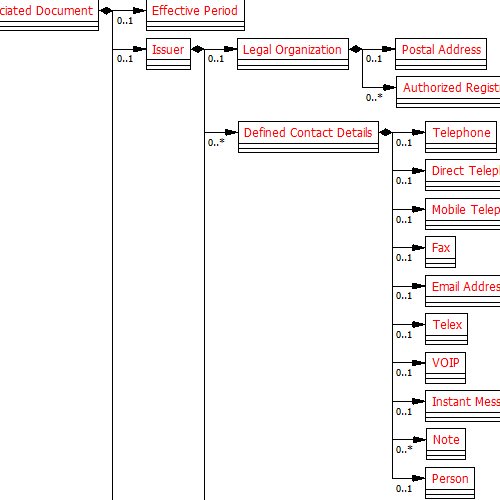 ciated Document
Effective Period
0..1
Issuer
Legal Organization
Postal Address
0..1
0..1
0..1
Authorized Regist
0..*
Defined Contact Details
Telephone
0..*
0..1
Direct Teleph
0..1
Mobile Telep
0..1
Fax
0..1
Email Addres
0..1
Telex
0..1
VOIP
0..1
Instant Mess
0..1
Note
0..*
Person
0..1